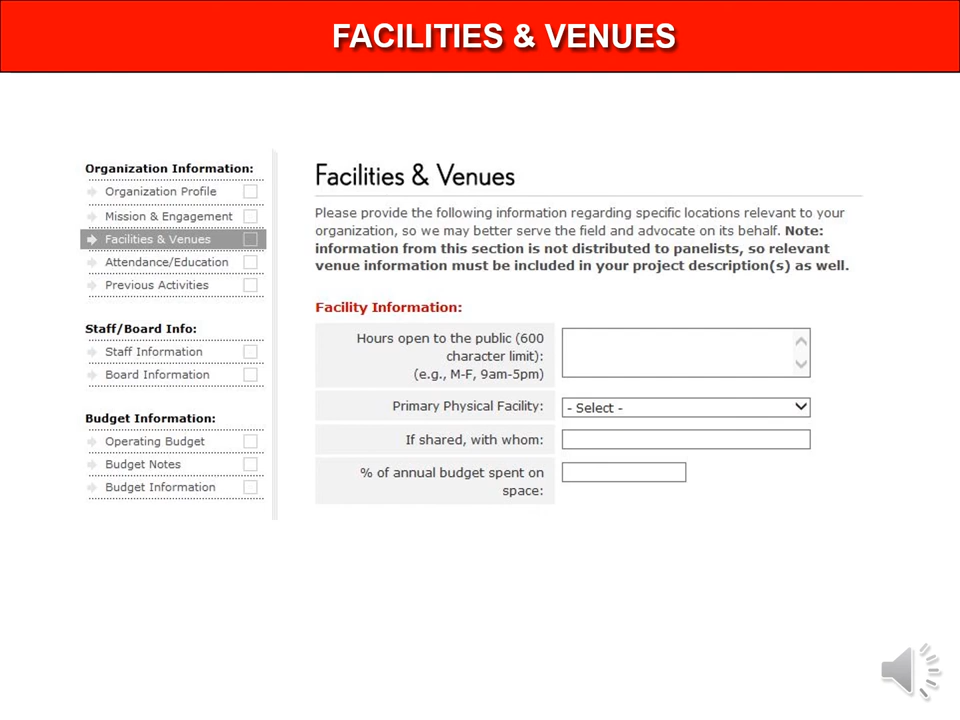 FACILITIES & VENUES
Organization Information:
Organization Profile
Mission & Engagement
Facilities & Venues
Attendance/Education
Previous Activities
Staff/Board Info:
Staff Information
Board Information
Budget Information:
Operating Budget
Budget Notes
Budget Information
Facilities & Venues
Please provide the following information regarding specific locations relevant to your
organization, so we may better serve the field and advocate on its behalf. Note:
information from this section is not distributed to panelists, so relevant
venue information must be included in your project description(s) as well.
Facility Information:
Hours open to the public (600
character limit):
(e.g., M-F, 9am-5pm)
Primary Physical Facility:
- Select -
If shared, with whom:
% of annual budget spent on
space: